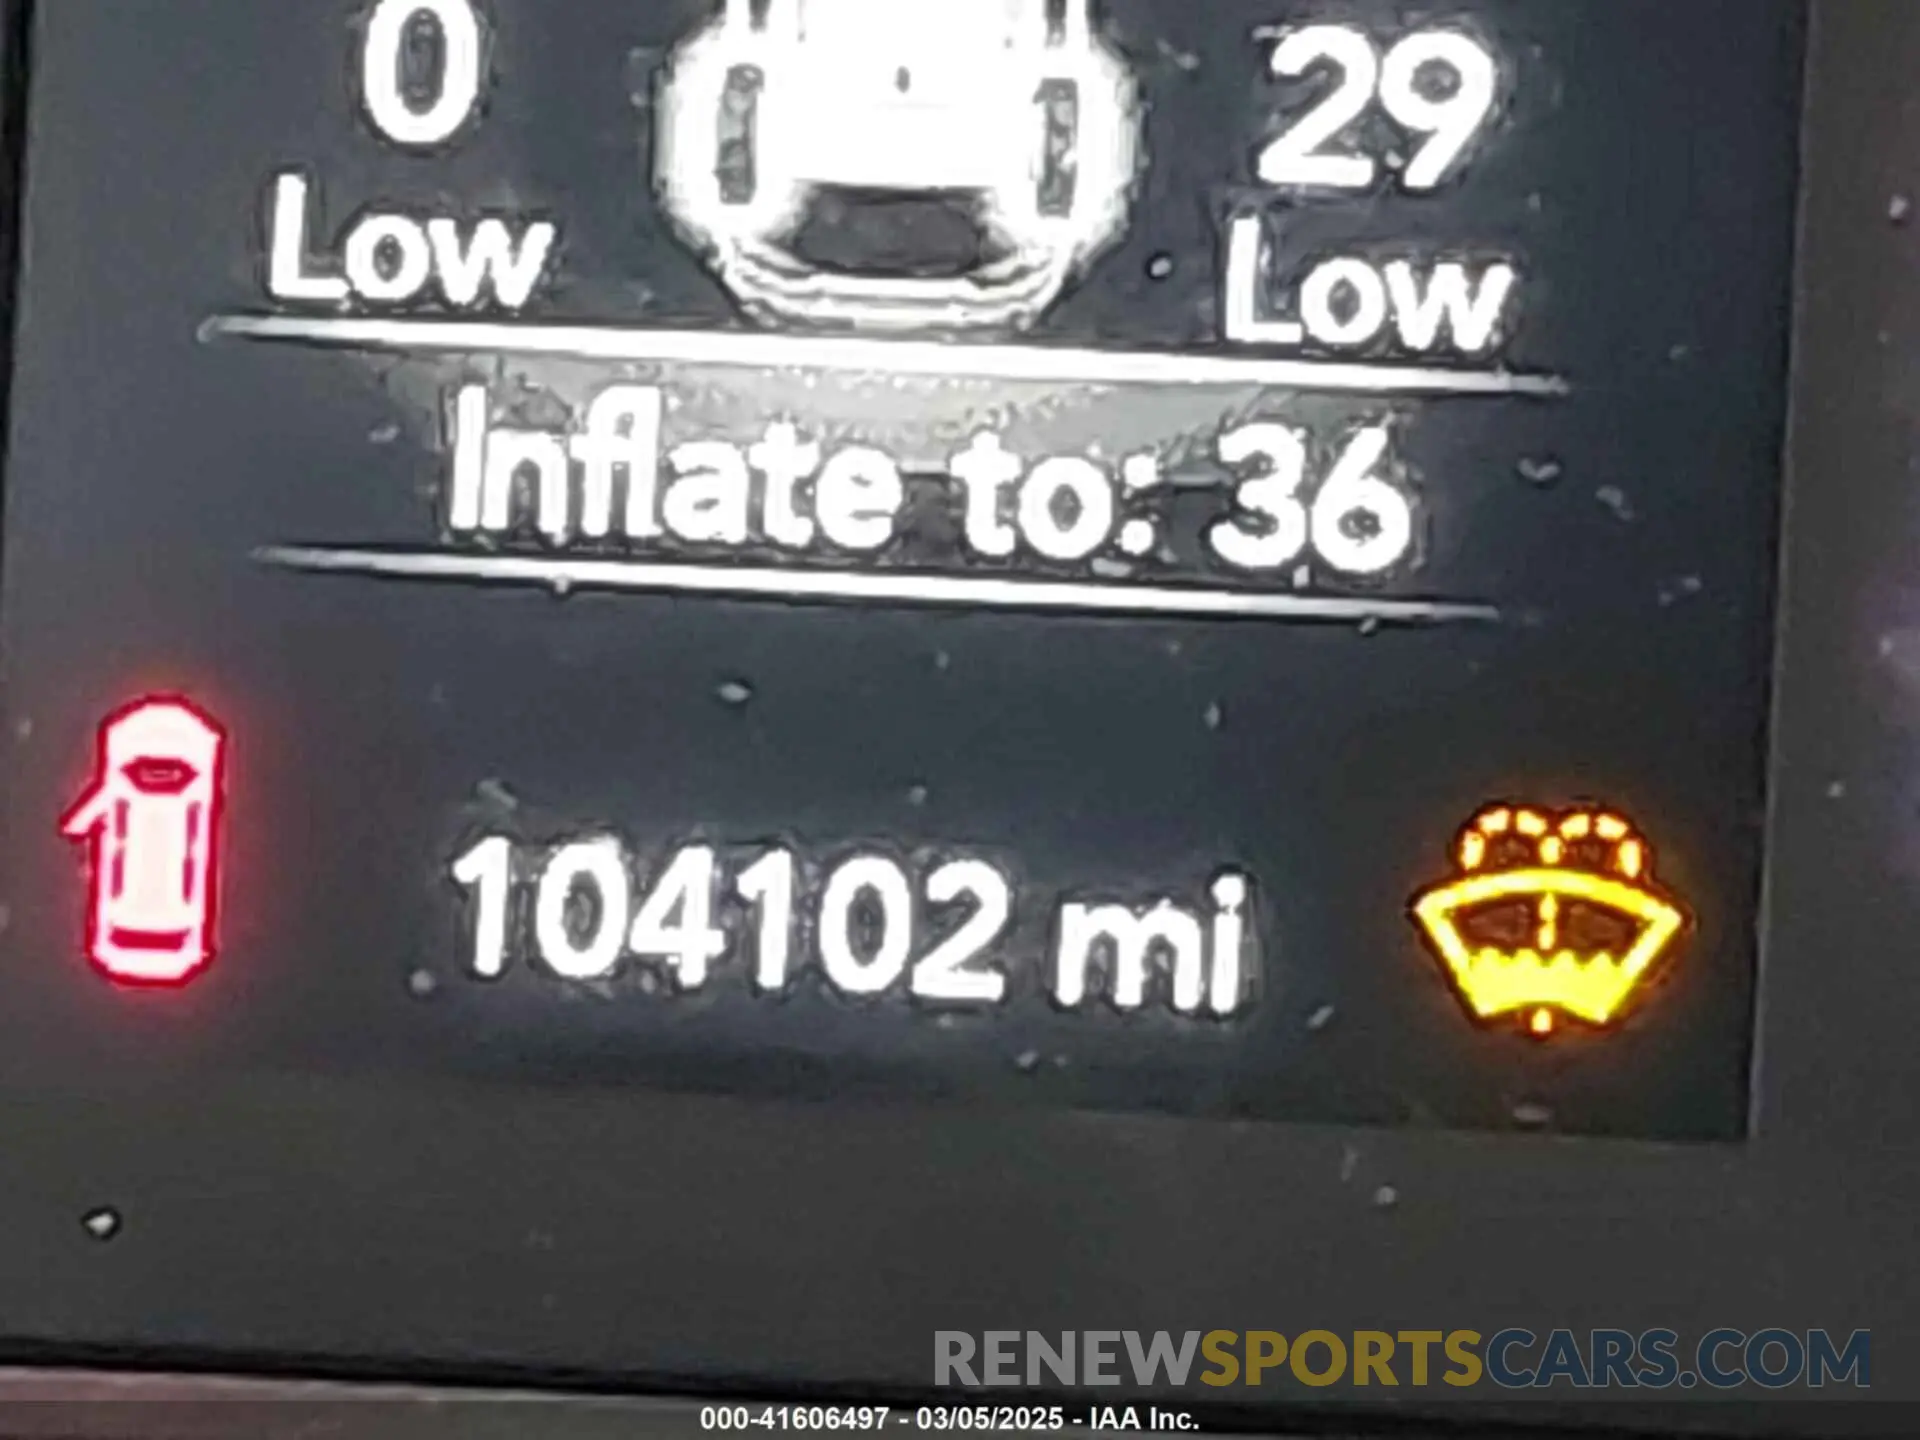 0 29
Low Low
Inflate to: 36
104102 mi
RENEWSPORTSCARS.COM
000-41606497 - 03/05/2025 - IAA Inc.